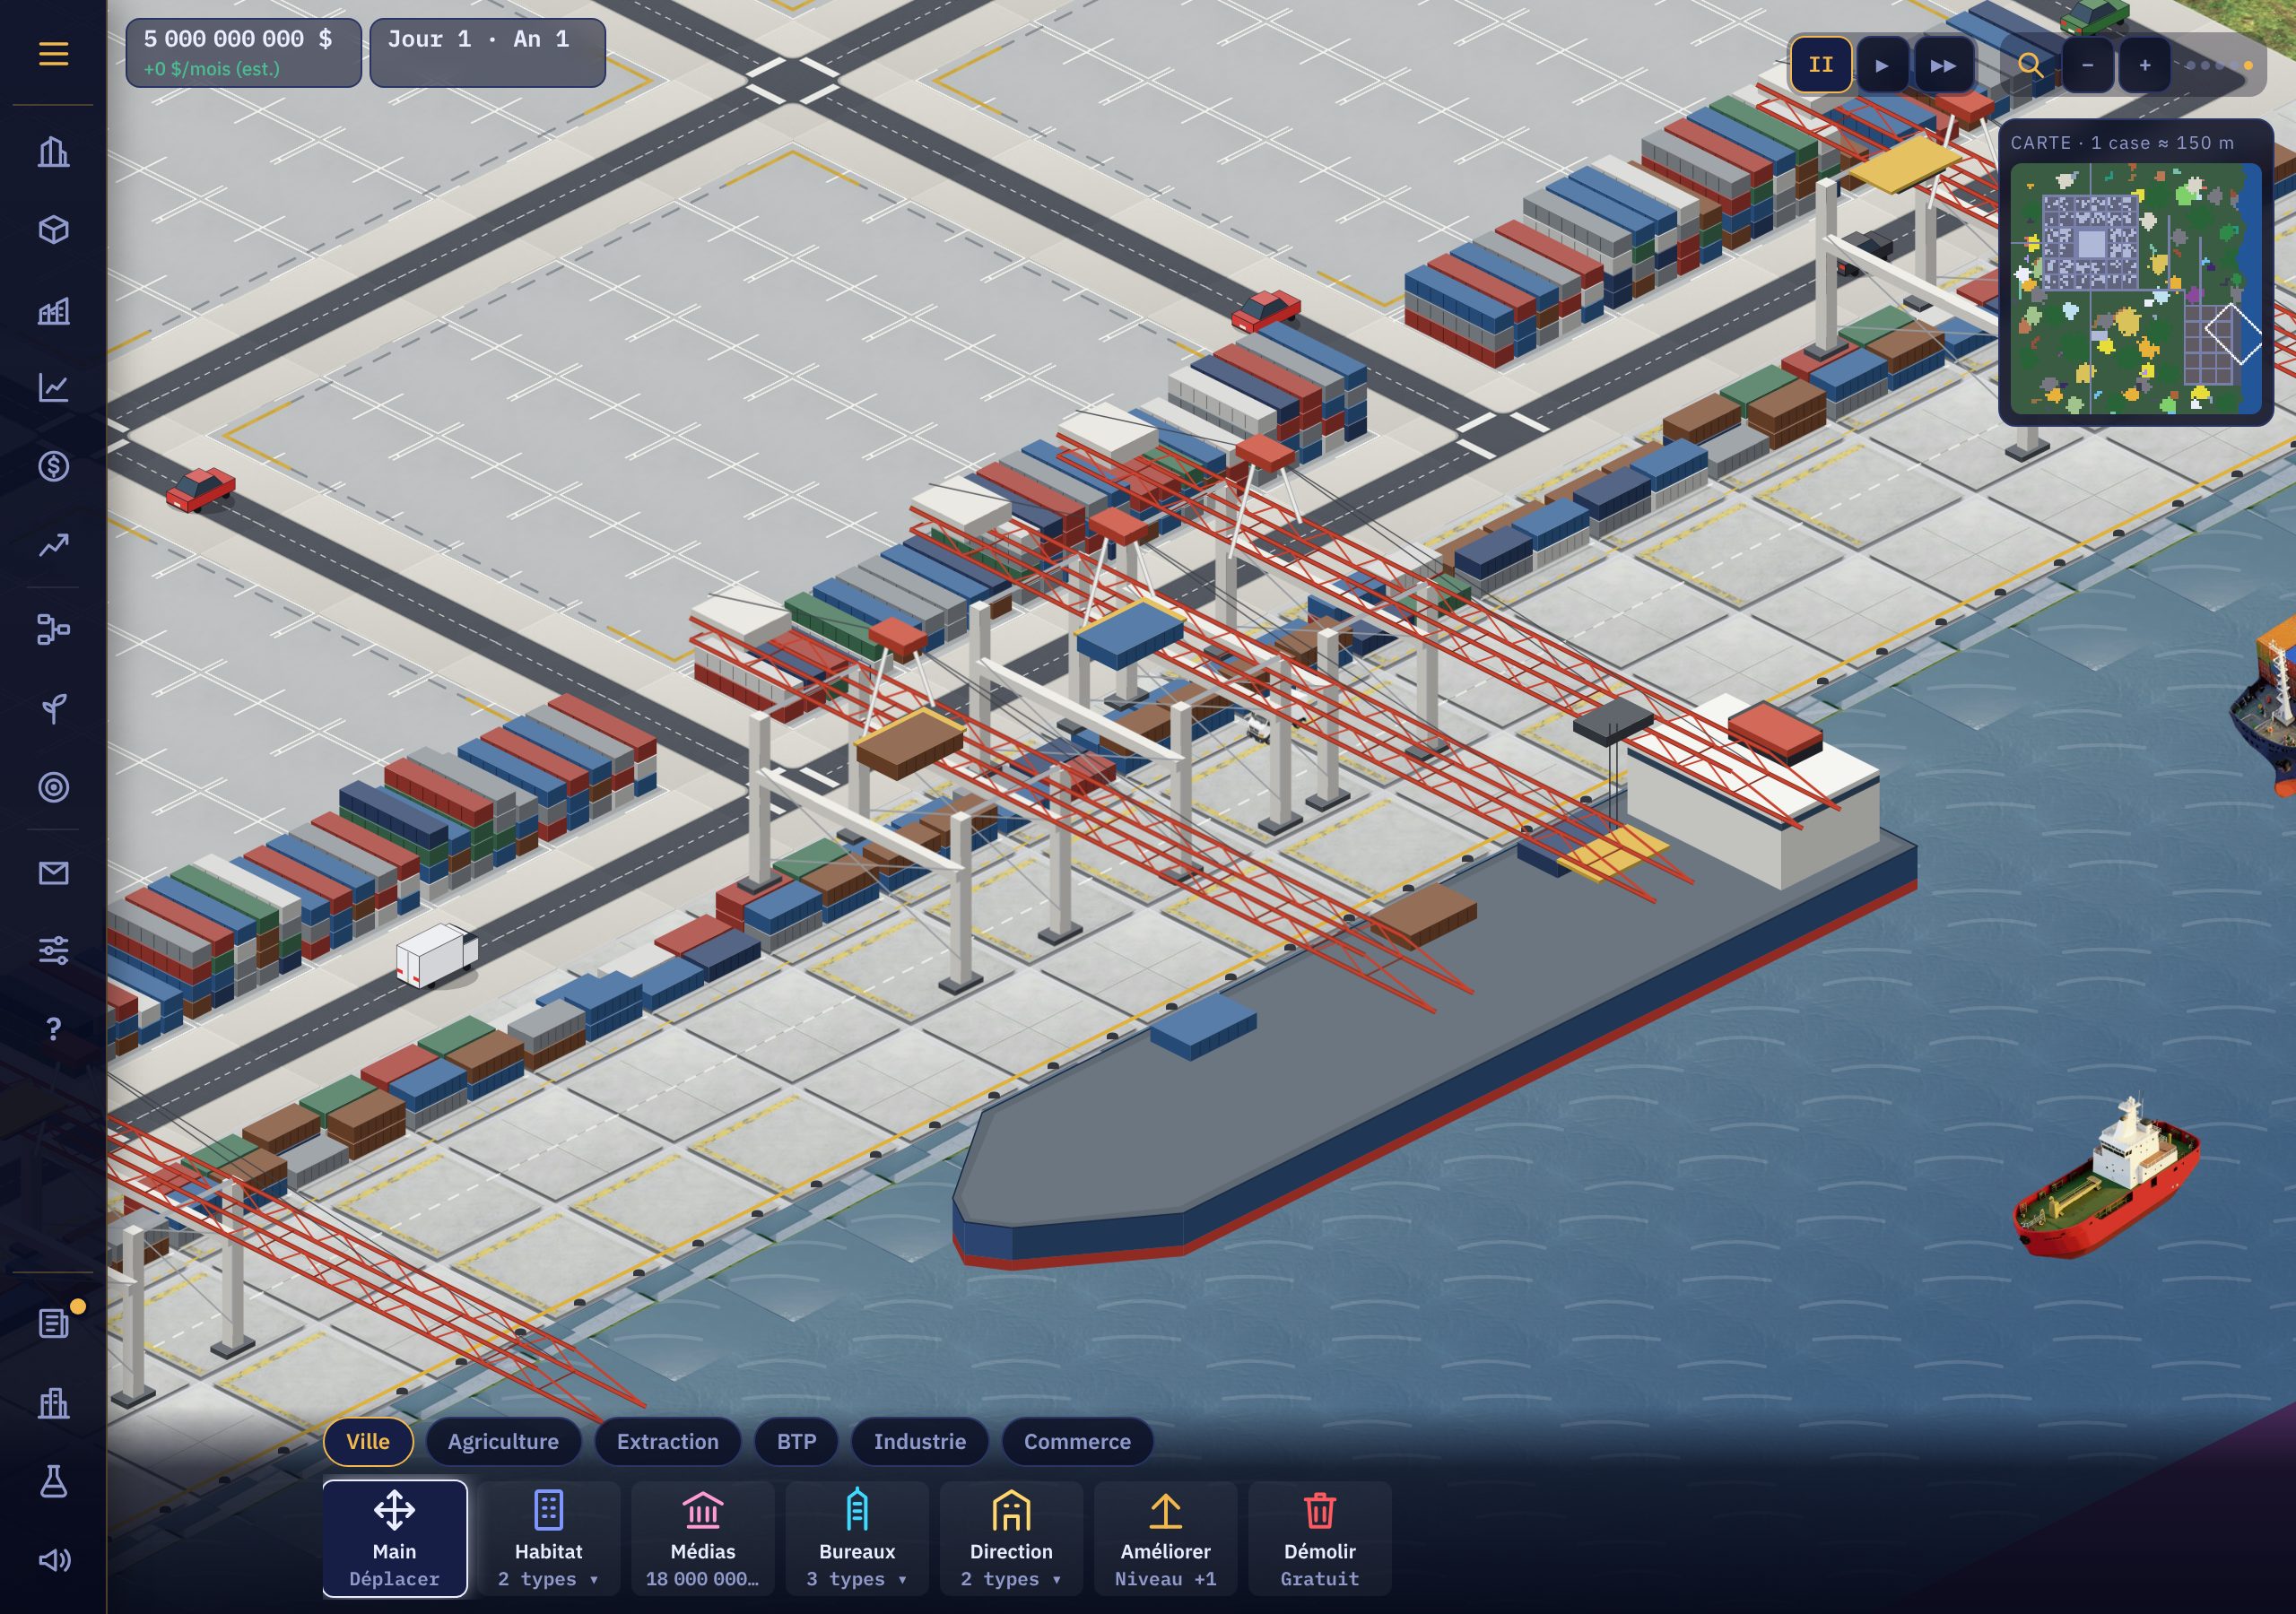 5 000 000 000 $
+0 $/mois (est.)
Jour 1 · An 1
II
CARTE · 1 case ≈ 150 m
?
Ville
Agriculture
Extraction
BTP
Industrie
Commerce
Main
Déplacer
Habitat
2 types ▾
Médias
18 000 000…
Bureaux
3 types ▾
Direction
2 types ▾
Améliorer
Niveau +1
Démolir
Gratuit